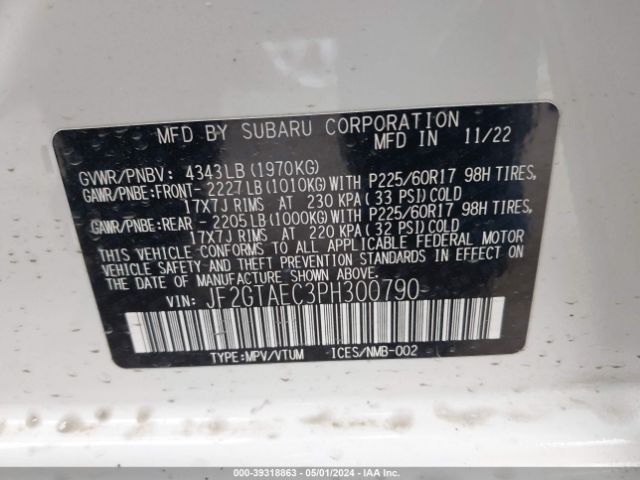 MFD BY SUBARU CORPORATION
MFD IN 11/22
GVWR/PNBV: 4343LB(1970KG)
GAWR/PNBE:FRONT-2227LB(1010KG)WITH P225/60R17 98H TIRES,
17X7J RIMS AT 230 KPA(33 PSI)COLD
GAWR/PNBE:REAR -2205LB(1000KG)WITH P225/60R17 98H TIRES,
17X7J RIMS AT 220 KPA(32 PSI)COLD
THIS VEHICLE CONFORMS TO ALL APPLICABLE FEDERAL MOTOR
VEHICLE SAFETY AND THEFT PREVENTION STANDARDS IN EFFECT ON
THE DATE OF MANUFACTURE SHOWN ABOVE.
VIN: JF2GTAEC3PH300790
TYPE:MPV/VTUM ICES/NMB-002
000-39318863 - 05/01/2024 - IAA Inc.